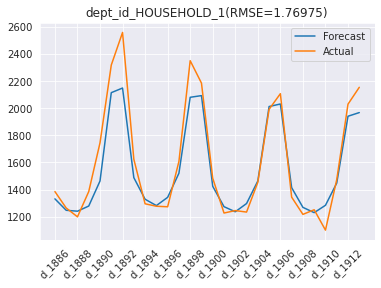 dept_id_HOUSEHOLD_1(RMSE=1.76975)
Forecast
Actual
2600
2400
2200
2000
1800
1600
1400
1200
d_1886
d_1888
d_1890
d_1892
d_1894
d_1896
d_1898
d_1900
d_1902
d_1904
d_1906
d_1908
d_1910
d_1912